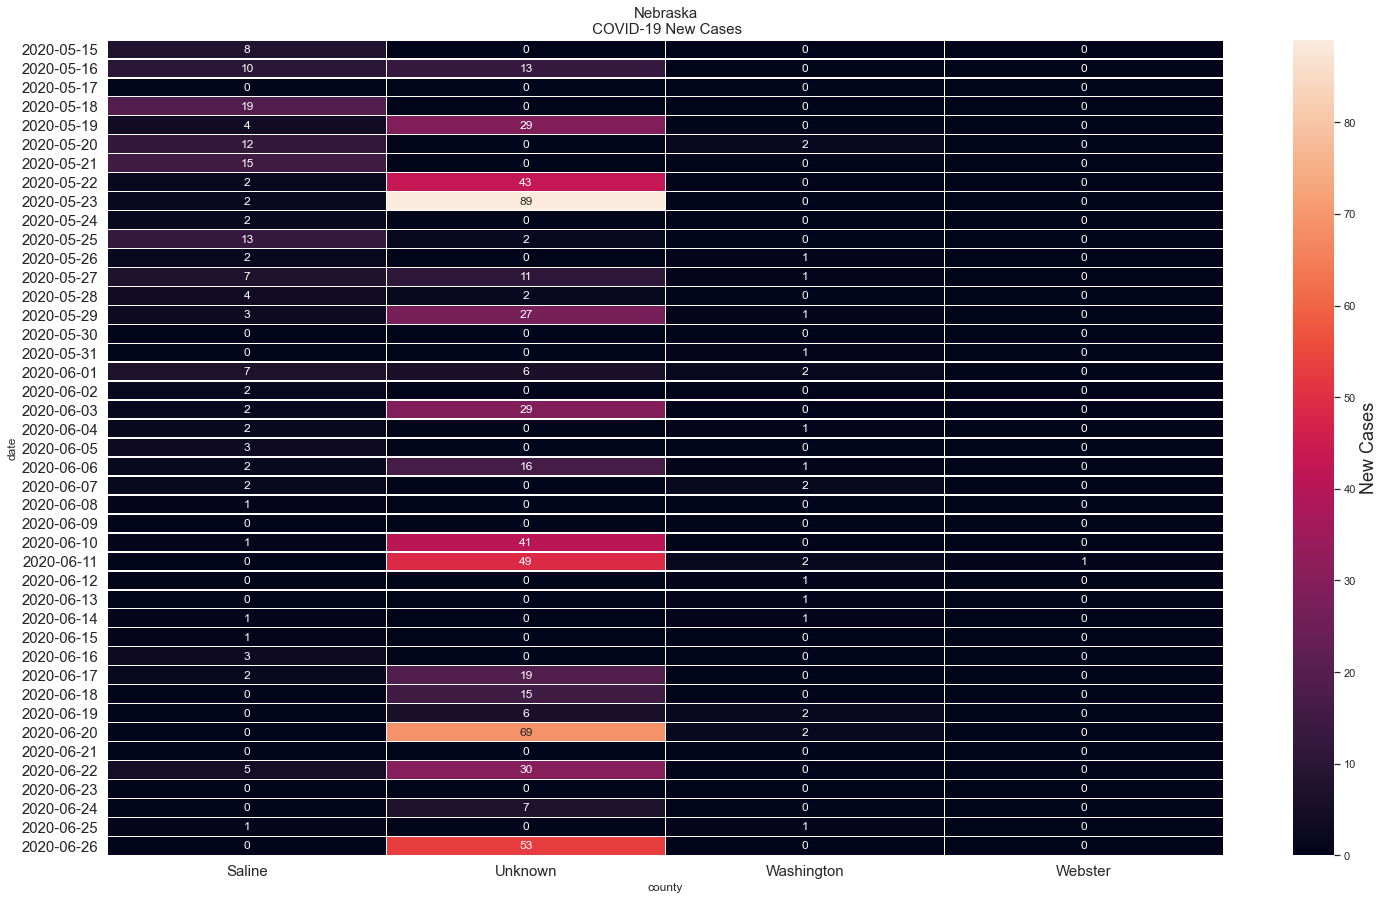 Nebraska
COVID-19 New Cases
2020-05-15 8 0 0 0
2020-05-16 10 13 0 0
2020-05-17 0 0 0 0
2020-05-18 19 0 0 0
2020-05-19 4 29 0 0
2020-05-20 12 0 2 0
2020-05-21 15 0 0 0
2020-05-22 2 43 0 0
2020-05-23 2 89 0 0
2020-05-24 2 0 0 0
2020-05-25 13 2 0 0
2020-05-26 2 0 1 0
2020-05-27 7 11 1 0
2020-05-28 4 2 0 0
2020-05-29 3 27 1 0
2020-05-30 0 0 0 0
2020-05-31 0 0 1 0
2020-06-01 7 6 2 0
2020-06-02 2 0 0 0
2020-06-03 2 29 0 0
2020-06-04 2 0 1 0
2020-06-05 3 0 0 0
2020-06-06 2 16 1 0
2020-06-07 2 0 2 0
2020-06-08 1 0 0 0
2020-06-09 0 0 0 0
2020-06-10 1 41 0 0
2020-06-11 0 49 2 1
2020-06-12 0 0 1 0
2020-06-13 0 0 1 0
2020-06-14 1 0 1 0
2020-06-15 1 0 0 0
2020-06-16 3 0 0 0
2020-06-17 2 19 0 0
2020-06-18 0 15 0 0
2020-06-19 0 6 2 0
2020-06-20 0 69 2 0
2020-06-21 0 0 0 0
2020-06-22 5 30 0 0
2020-06-23 0 0 0 0
2020-06-24 0 7 0 0
2020-06-25 1 0 1 0
2020-06-26 0 53 0 0
date
Saline Unknown Washington Webster
county
80
70
60
50
40
30
20
10
0
New Cases